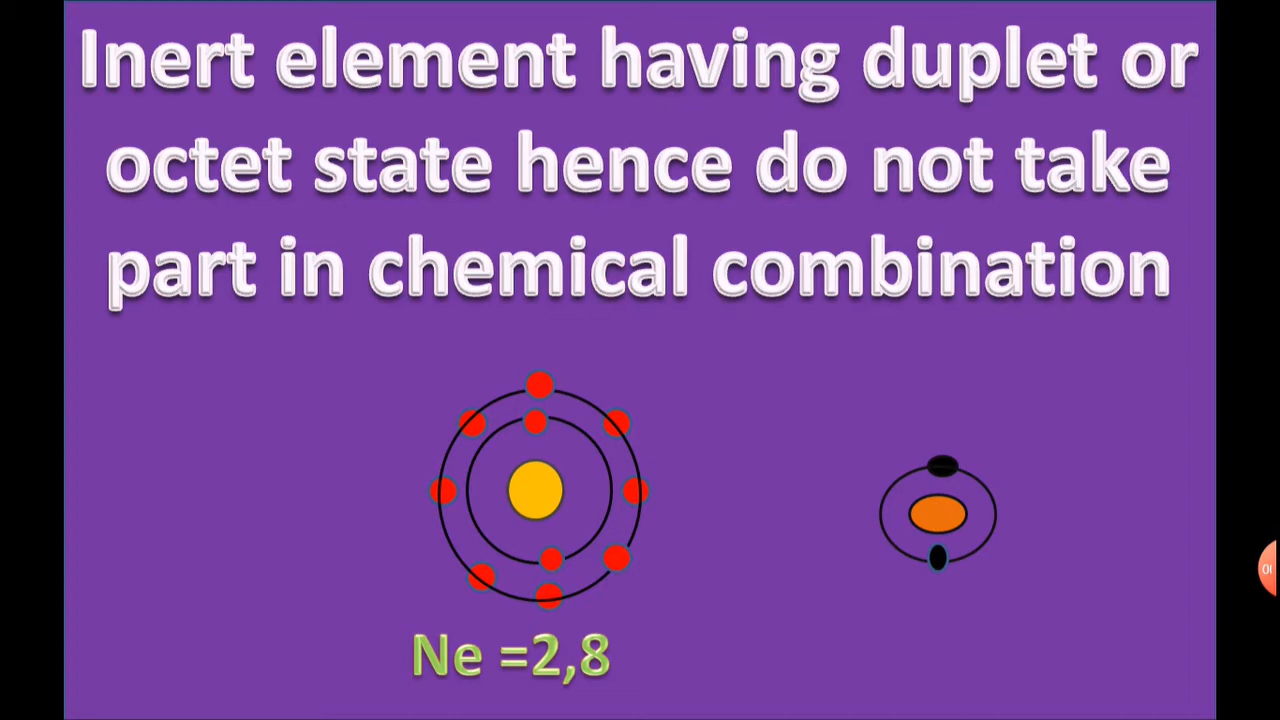 Inert element having duplet or
octet state hence do not take
part in chemical combination
Ne =2,8